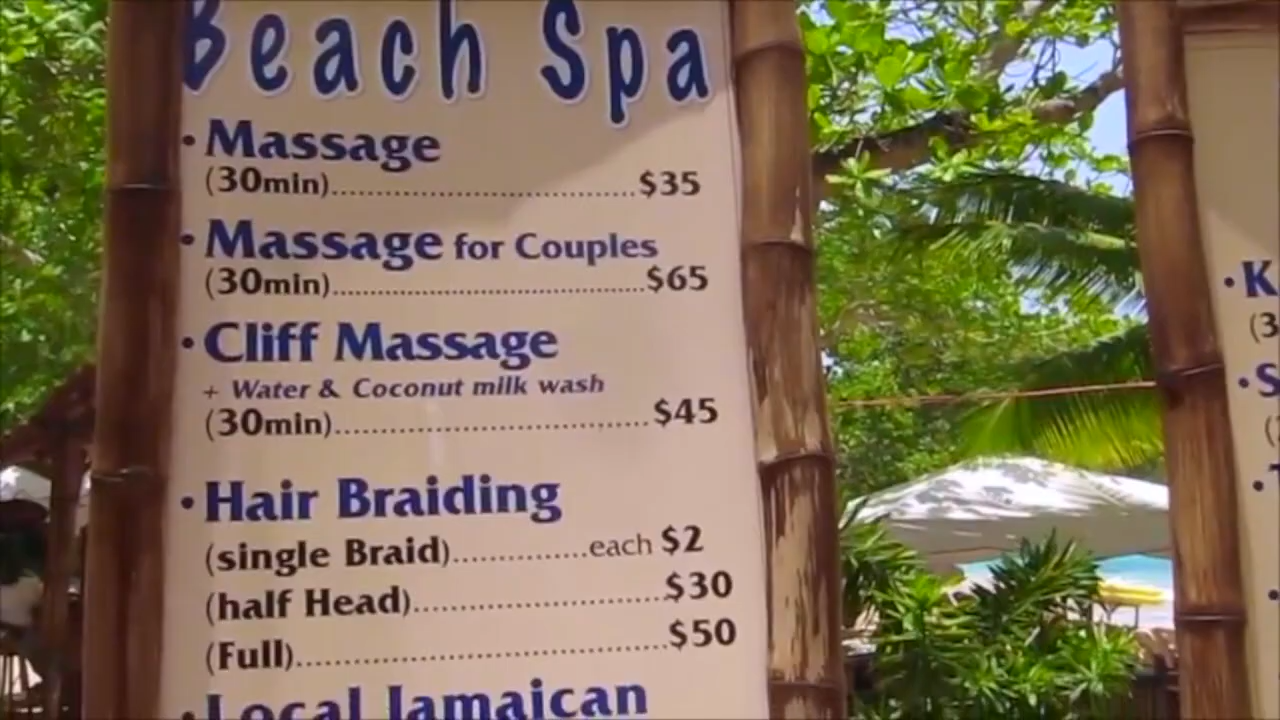 Beach Spa
• Massage
(30min)..............................$35
• Massage for Couples
(30min)..............................$65
• Cliff Massage
+ Water & Coconut milk wash
(30min)..............................$45
• Hair Braiding
(single Braid)..............each $2
(half Head)..........................$30
(Full)......................................$50
• Local Jamaican
• K
(3
• S
(